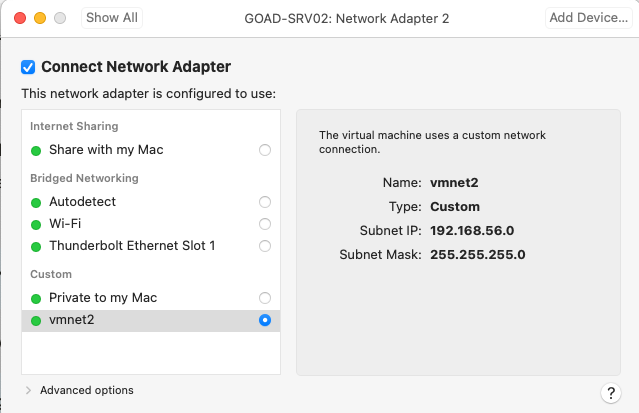 Show All
GOAD-SRV02: Network Adapter 2
Add Device...
Connect Network Adapter
This network adapter is configured to use:
Internet Sharing
Share with my Mac
Bridged Networking
Autodetect
Wi-Fi
Thunderbolt Ethernet Slot 1
Custom
Private to my Mac
vmnet2
The virtual machine uses a custom network
connection.
Name: vmnet2
Type: Custom
Subnet IP: 192.168.56.0
Subnet Mask: 255.255.255.0
Advanced options
?